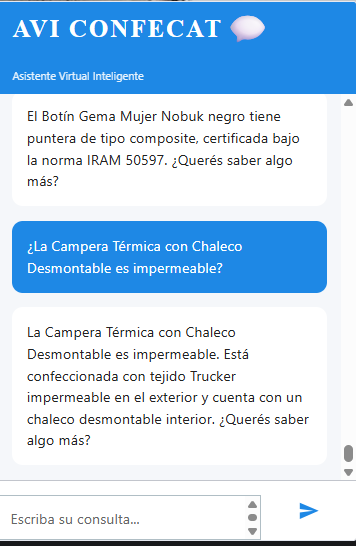 AVI CONFECAT
Asistente Virtual Inteligente
El Botín Gema Mujer Nobuk negro tiene
puntera de tipo composite, certificada bajo
la norma IRAM 50597. ¿Querés saber algo
más?
¿La Campera Térmica con Chaleco
Desmontable es impermeable?
La Campera Térmica con Chaleco
Desmontable es impermeable. Está
confeccionada con tejido Trucker
impermeable en el exterior y cuenta con un
chaleco desmontable interior. ¿Querés saber
algo más?
Escriba su consulta...